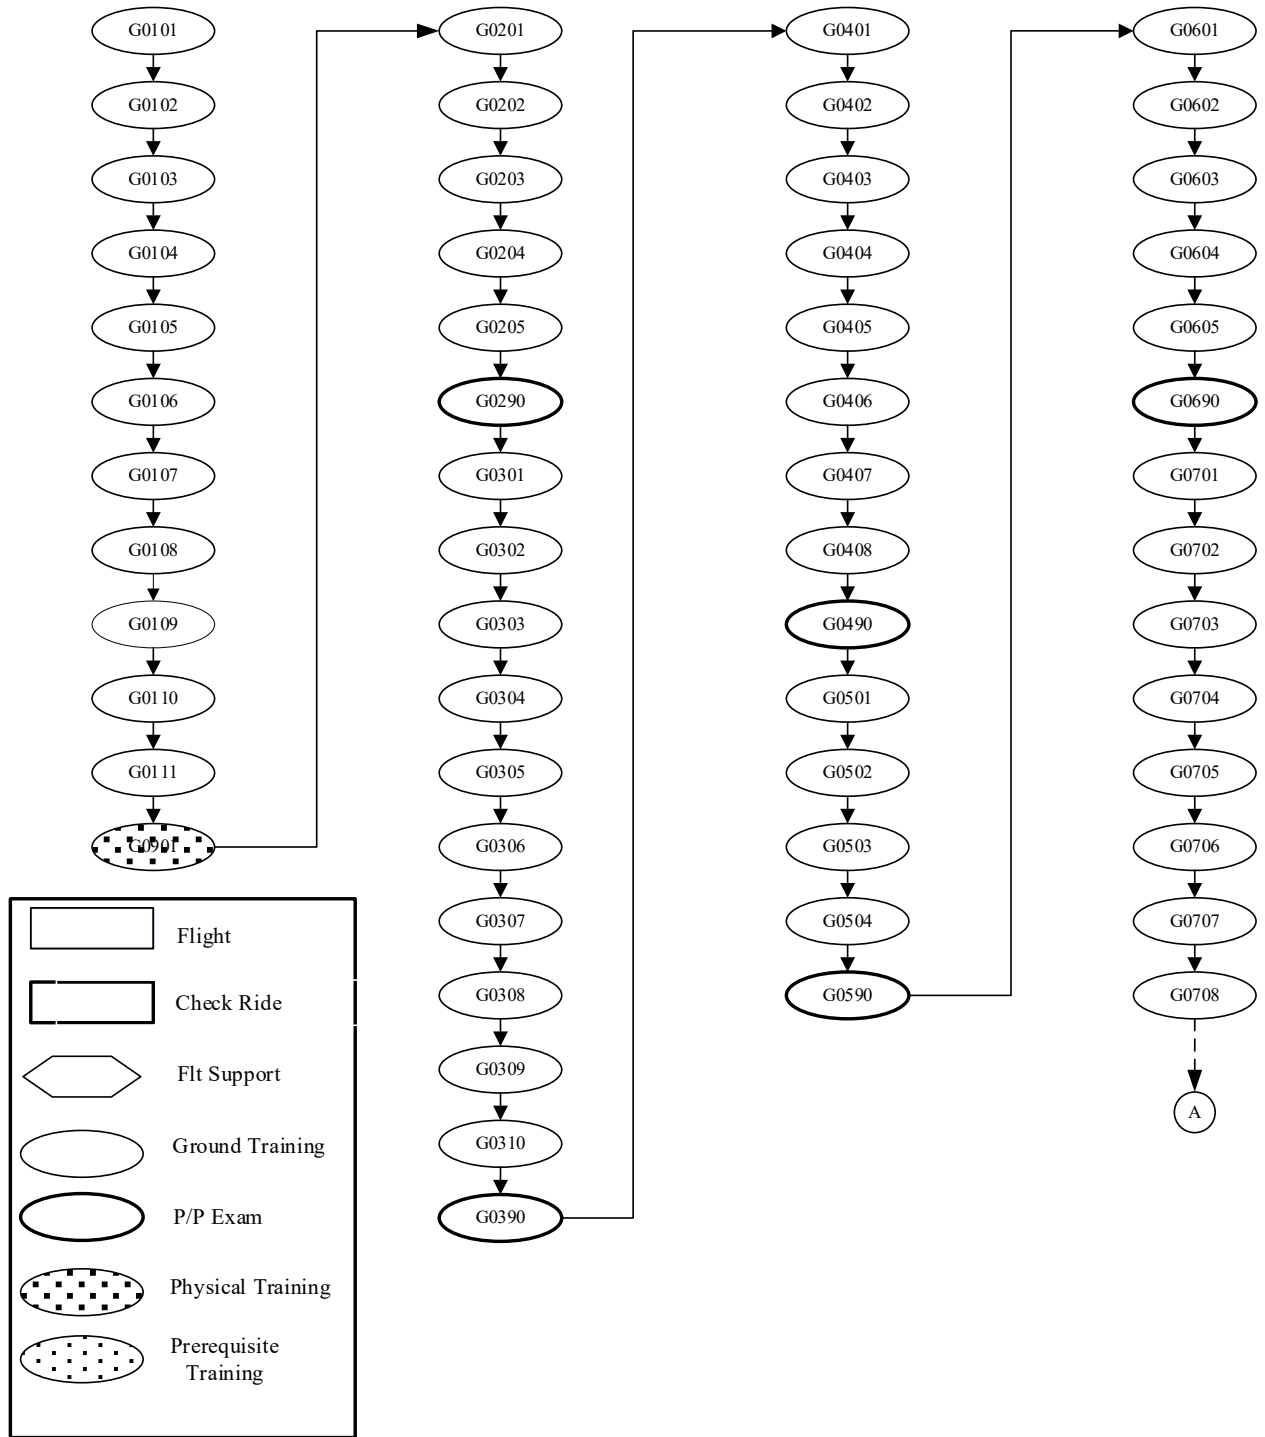 G0101
G0102
G0103
G0104
G0105
G0106
G0107
G0108
G0109
G0110
G0111
G0901
G0201
G0202
G0203
G0204
G0205
G0290
G0301
G0302
G0303
G0304
G0305
G0306
G0307
G0308
G0309
G0310
G0390
G0401
G0402
G0403
G0404
G0405
G0406
G0407
G0408
G0490
G0501
G0502
G0503
G0504
G0590
G0601
G0602
G0603
G0604
G0605
G0690
G0701
G0702
G0703
G0704
G0705
G0706
G0707
G0708
A
Flight
Check Ride
Flt Support
Ground Training
P/P Exam
Physical Training
Prerequisite
Training